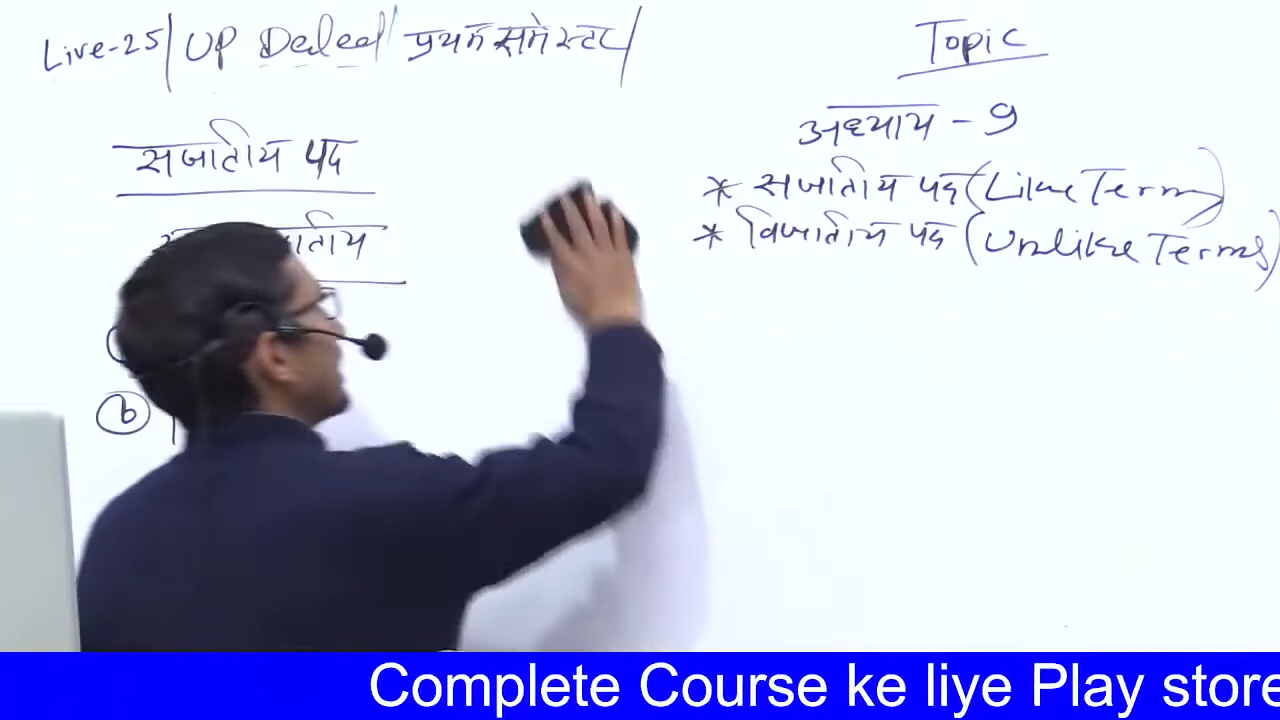 Live-25/ UP Deled/ प्रथम समेस्टर/
सजातीय पद
ⓑ
Topic
अध्याय - 9
* सजातीय पद (Like Terms)
* विजातीय पद (Unlike Terms)
Complete Course ke liye Play store